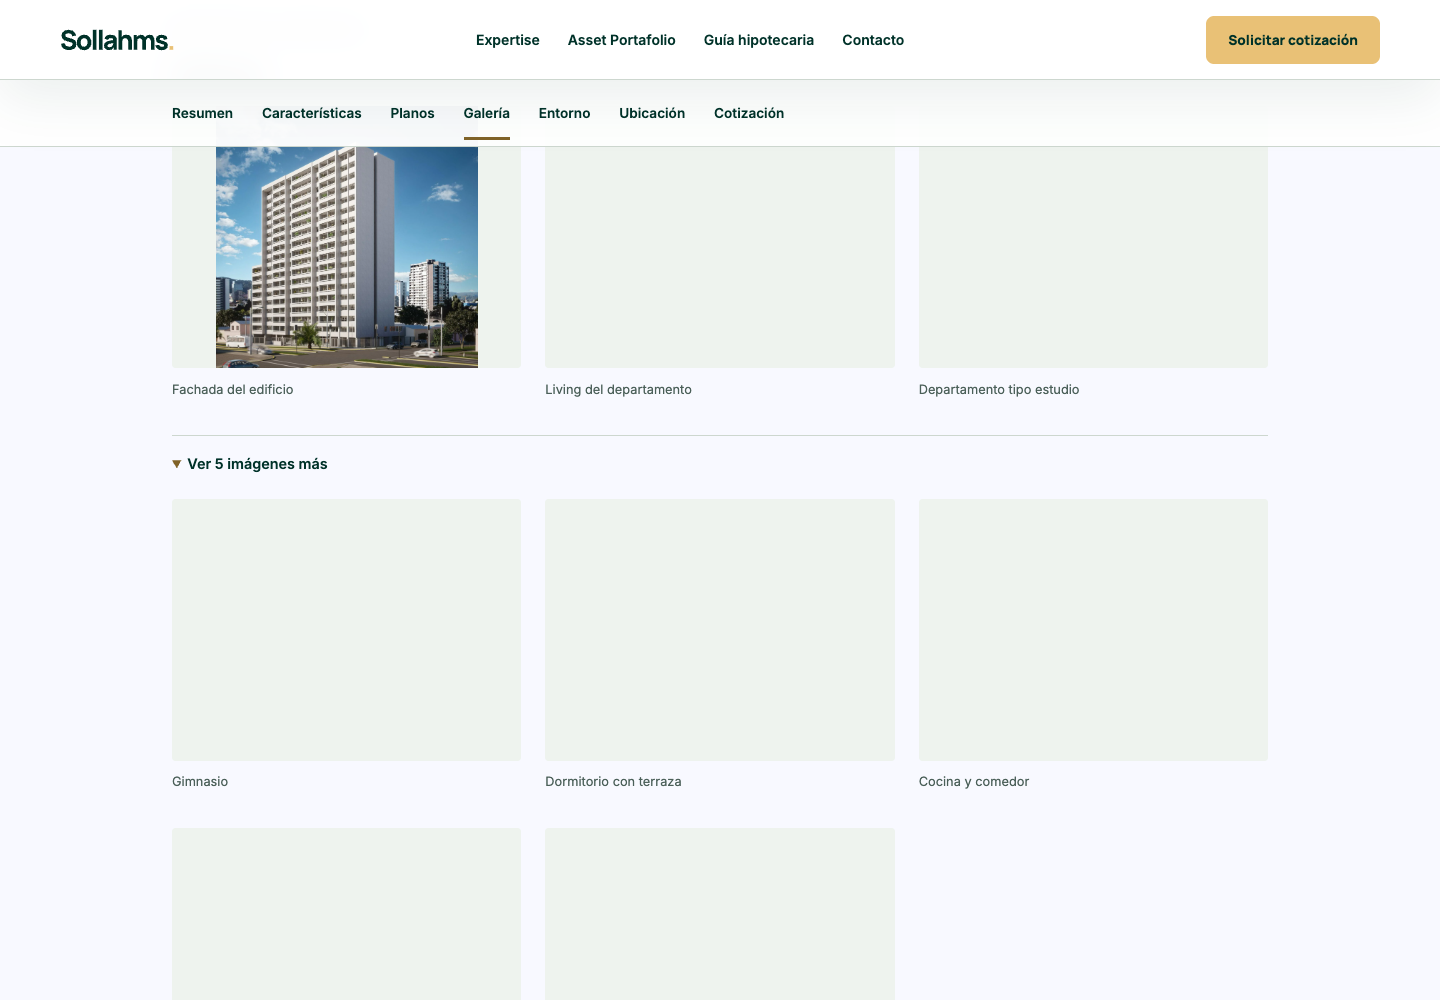 Sollahms.
Expertise
Asset Portafolio
Guía hipotecaria
Contacto
Solicitar cotización
Resumen
Características
Planos
Galería
Entorno
Ubicación
Cotización
Fachada del edificio
Living del departamento
Departamento tipo estudio
Ver 5 imágenes más
Gimnasio
Dormitorio con terraza
Cocina y comedor